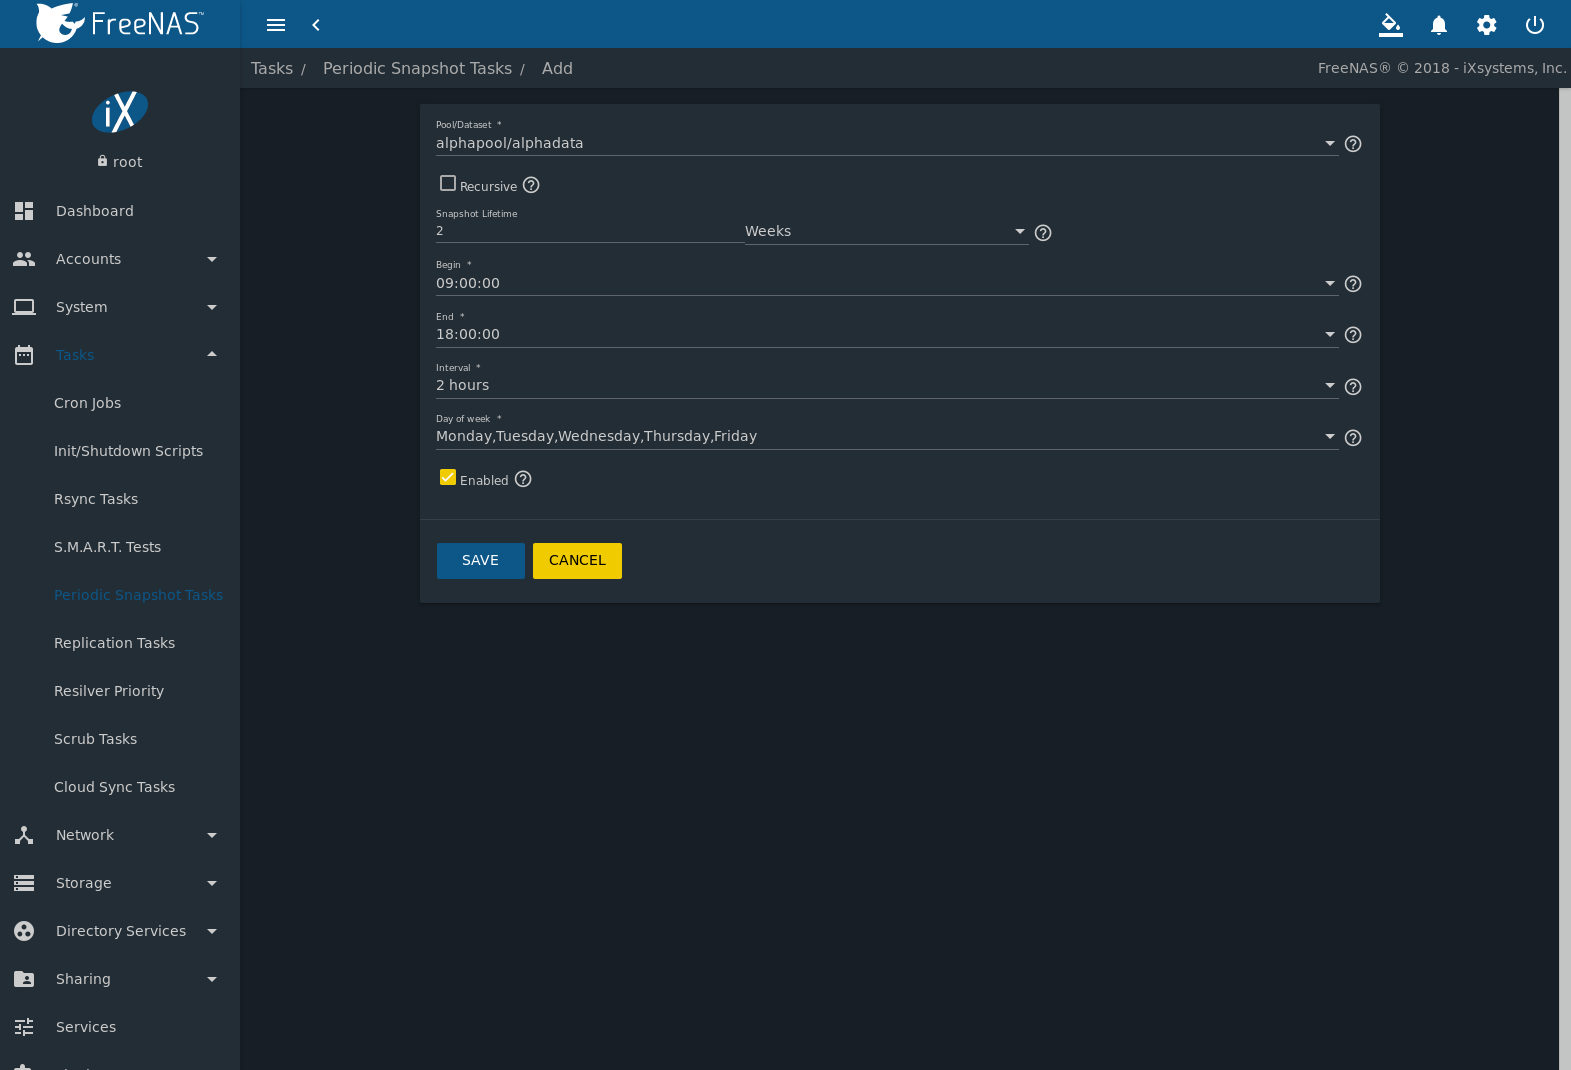 FreeNAS™
Tasks / Periodic Snapshot Tasks / Add
FreeNAS® © 2018 - iXsystems, Inc.
iX
root
Dashboard
Accounts
System
Tasks
Cron Jobs
Init/Shutdown Scripts
Rsync Tasks
S.M.A.R.T. Tests
Periodic Snapshot Tasks
Replication Tasks
Resilver Priority
Scrub Tasks
Cloud Sync Tasks
Network
Storage
Directory Services
Sharing
Services
Pool/Dataset *
alphapool/alphadata
Recursive
Snapshot Lifetime
2 Weeks
Begin *
09:00:00
End *
18:00:00
Interval *
2 hours
Day of week *
Monday,Tuesday,Wednesday,Thursday,Friday
Enabled
SAVE CANCEL